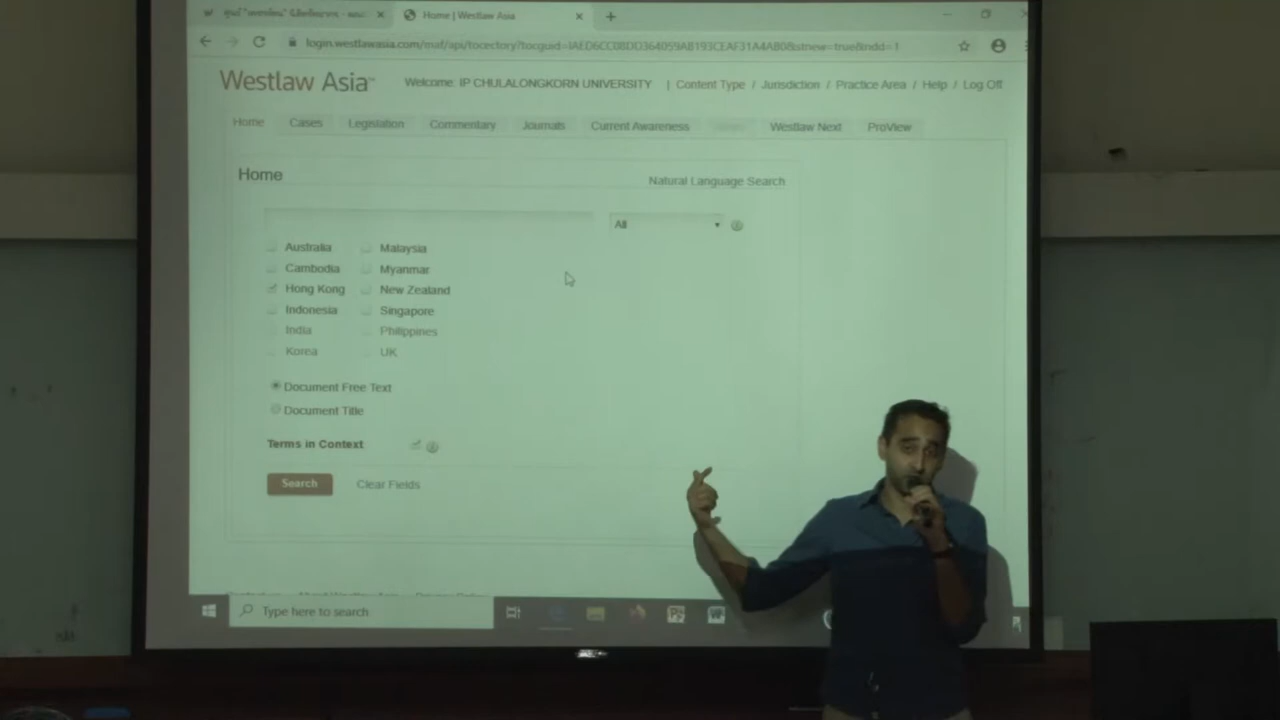 Home | Westlaw Asia
Westlaw Asia
Welcome: IP CHULALONGKORN UNIVERSITY | Content Type / Jurisdiction / Practice Area / Help / Log Off
Home Cases Legislation Commentary Journals Current Awareness Westlaw Next ProView
Home
Natural Language Search
All
Australia Malaysia
Cambodia Myanmar
Hong Kong New Zealand
Indonesia Singapore
India Philippines
Korea UK
Document Free Text
Document Title
Terms in Context
Search Clear Fields
Type here to search